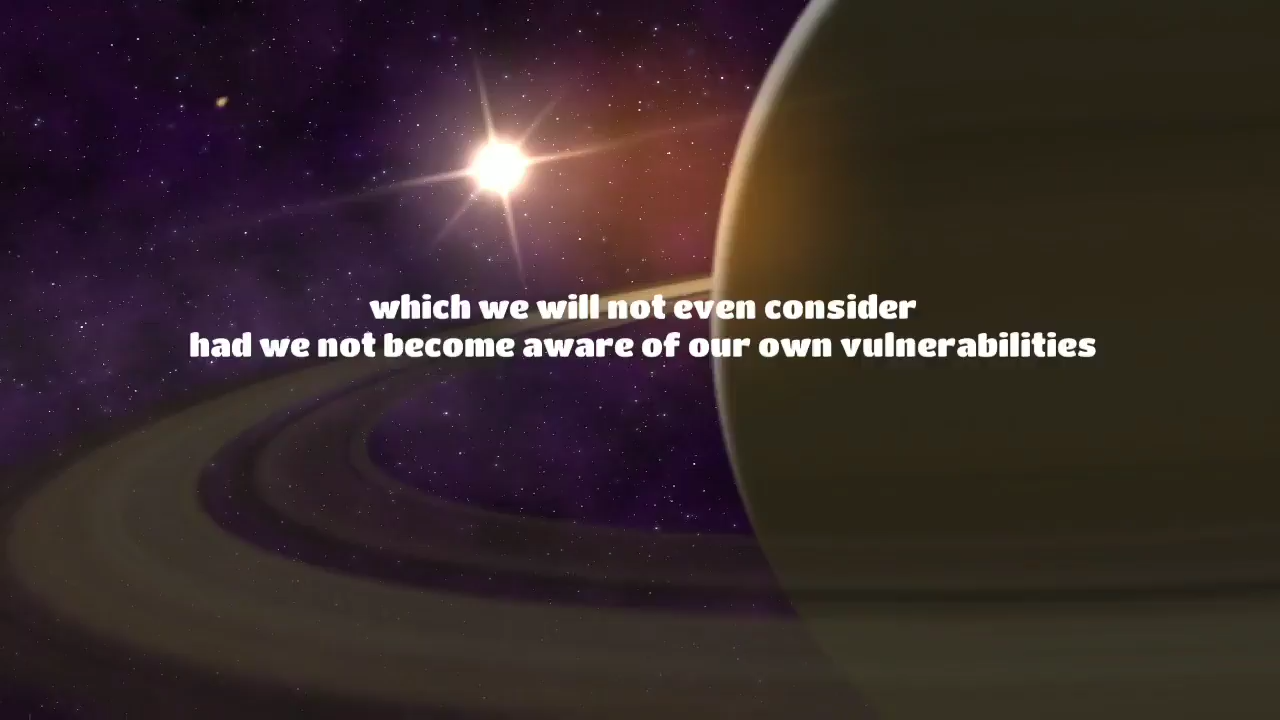 which we will not even consider
had we not become aware of our own vulnerabilities